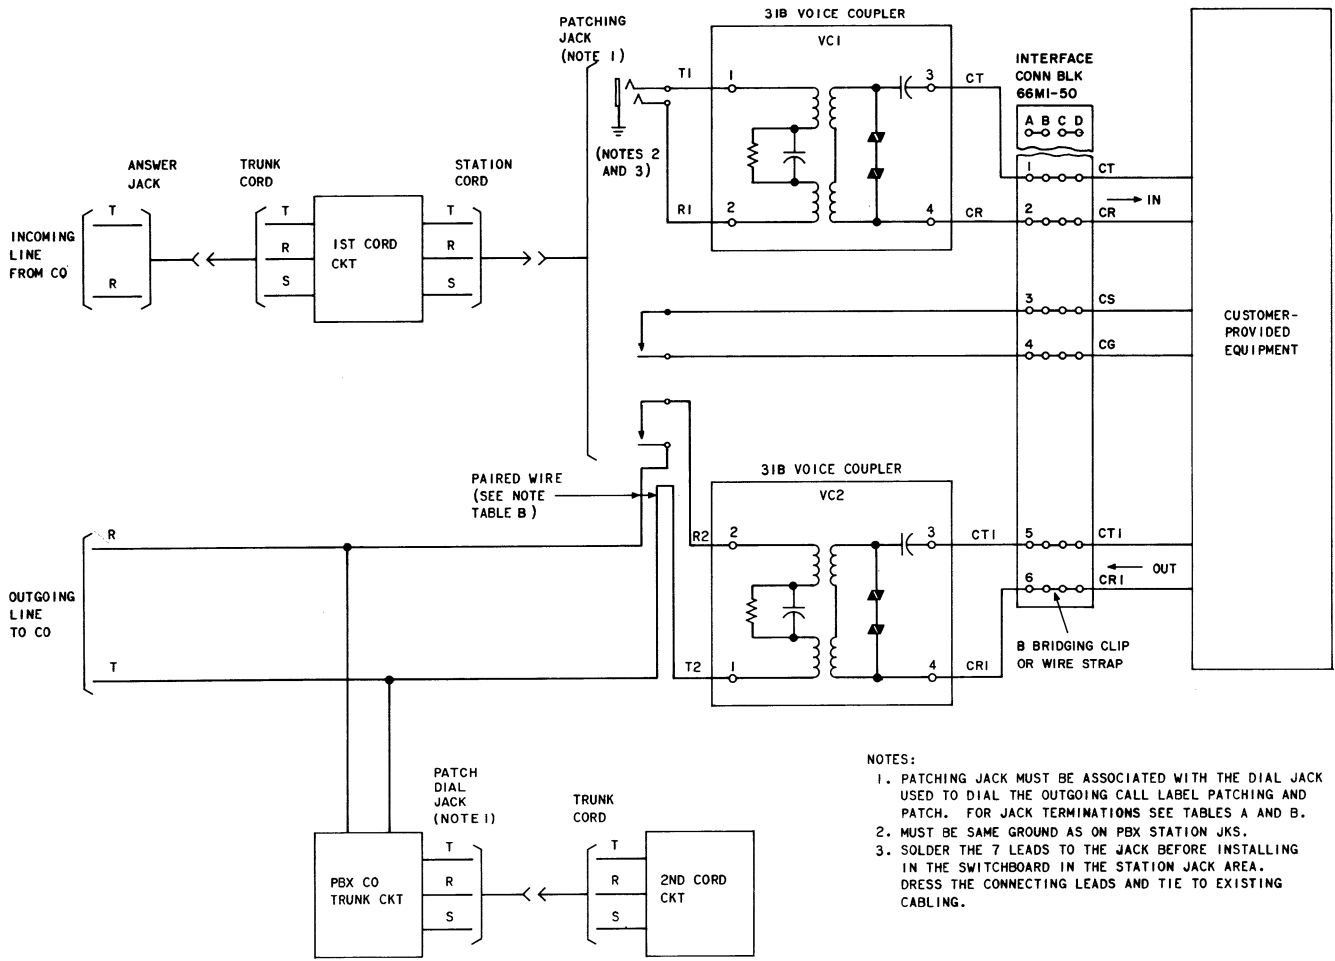 31B VOICE COUPLER
VC1
PATCHING
JACK
(NOTE 1)
T1
1
3
CT
INTERFACE
CONN BLK
66M1-50
A B C D
(NOTES 2
AND 3)
R1
2
4
CR
1
CT
IN
2
CR
ANSWER
JACK
TRUNK
CORD
STATION
CORD
INCOMING
LINE
FROM CO
T
R
T
R
S
1ST CORD
CKT
T
R
S
3
CS
4
CG
CUSTOMER-
PROVIDED
EQUIPMENT
31B VOICE COUPLER
VC2
PAIRED WIRE
(SEE NOTE
TABLE B)
R2
2
3
CT1
5
CT1
OUT
6
CR1
T2
1
4
CR1
B BRIDGING CLIP
OR WIRE STRAP
OUTGOING
LINE
TO CO
R
T
PATCH
DIAL
JACK
(NOTE 1)
TRUNK
CORD
PBX CO
TRUNK CKT
T
R
S
T
R
S
2ND CORD
CKT
NOTES:
1. PATCHING JACK MUST BE ASSOCIATED WITH THE DIAL JACK
USED TO DIAL THE OUTGOING CALL LABEL PATCHING AND
PATCH. FOR JACK TERMINATIONS SEE TABLES A AND B.
2. MUST BE SAME GROUND AS ON PBX STATION JKS.
3. SOLDER THE 7 LEADS TO THE JACK BEFORE INSTALLING
IN THE SWITCHBOARD IN THE STATION JACK AREA.
DRESS THE CONNECTING LEADS AND TIE TO EXISTING
CABLING.